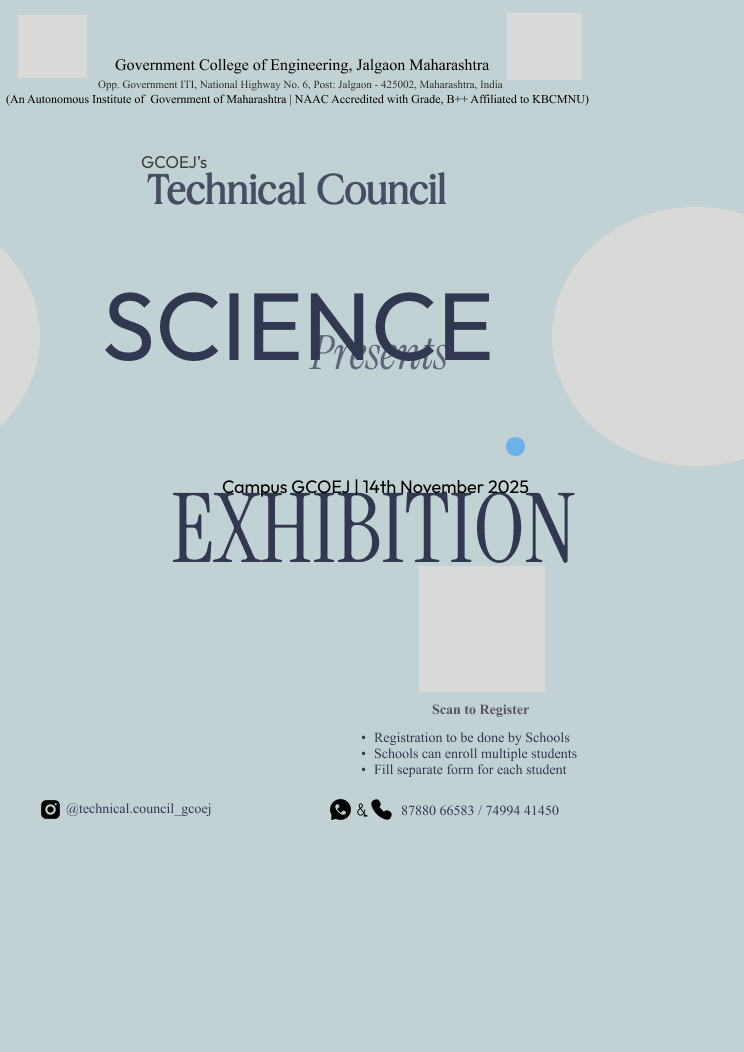 Government College of Engineering, Jalgaon Maharashtra
Opp. Government ITI, National Highway No. 6, Post: Jalgaon - 425002, Maharashtra, India
(An Autonomous Institute of  Government of Maharashtra | NAAC Accredited with Grade, B++ Affiliated to KBCMNU)
GCOEJ’s
Technical Council
SCIENCE
Presents
Campus GCOEJ | 14th November 2025
EXHIBITION
Scan to Register
• Registration to be done by Schools
• Schools can enroll multiple students
• Fill separate form for each student
@technical.council_gcoej
& 87880 66583 / 74994 41450